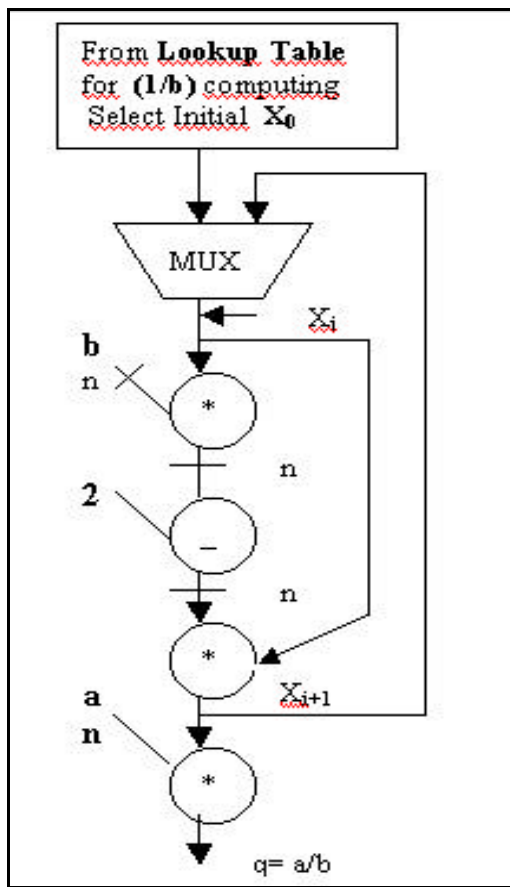 From Lookup Table
for (1/b) computing
Select Initial X₀
MUX
Xᵢ
b
n
*
n
2
–
n
*
Xᵢ₊₁
a
n
*
q= a/b